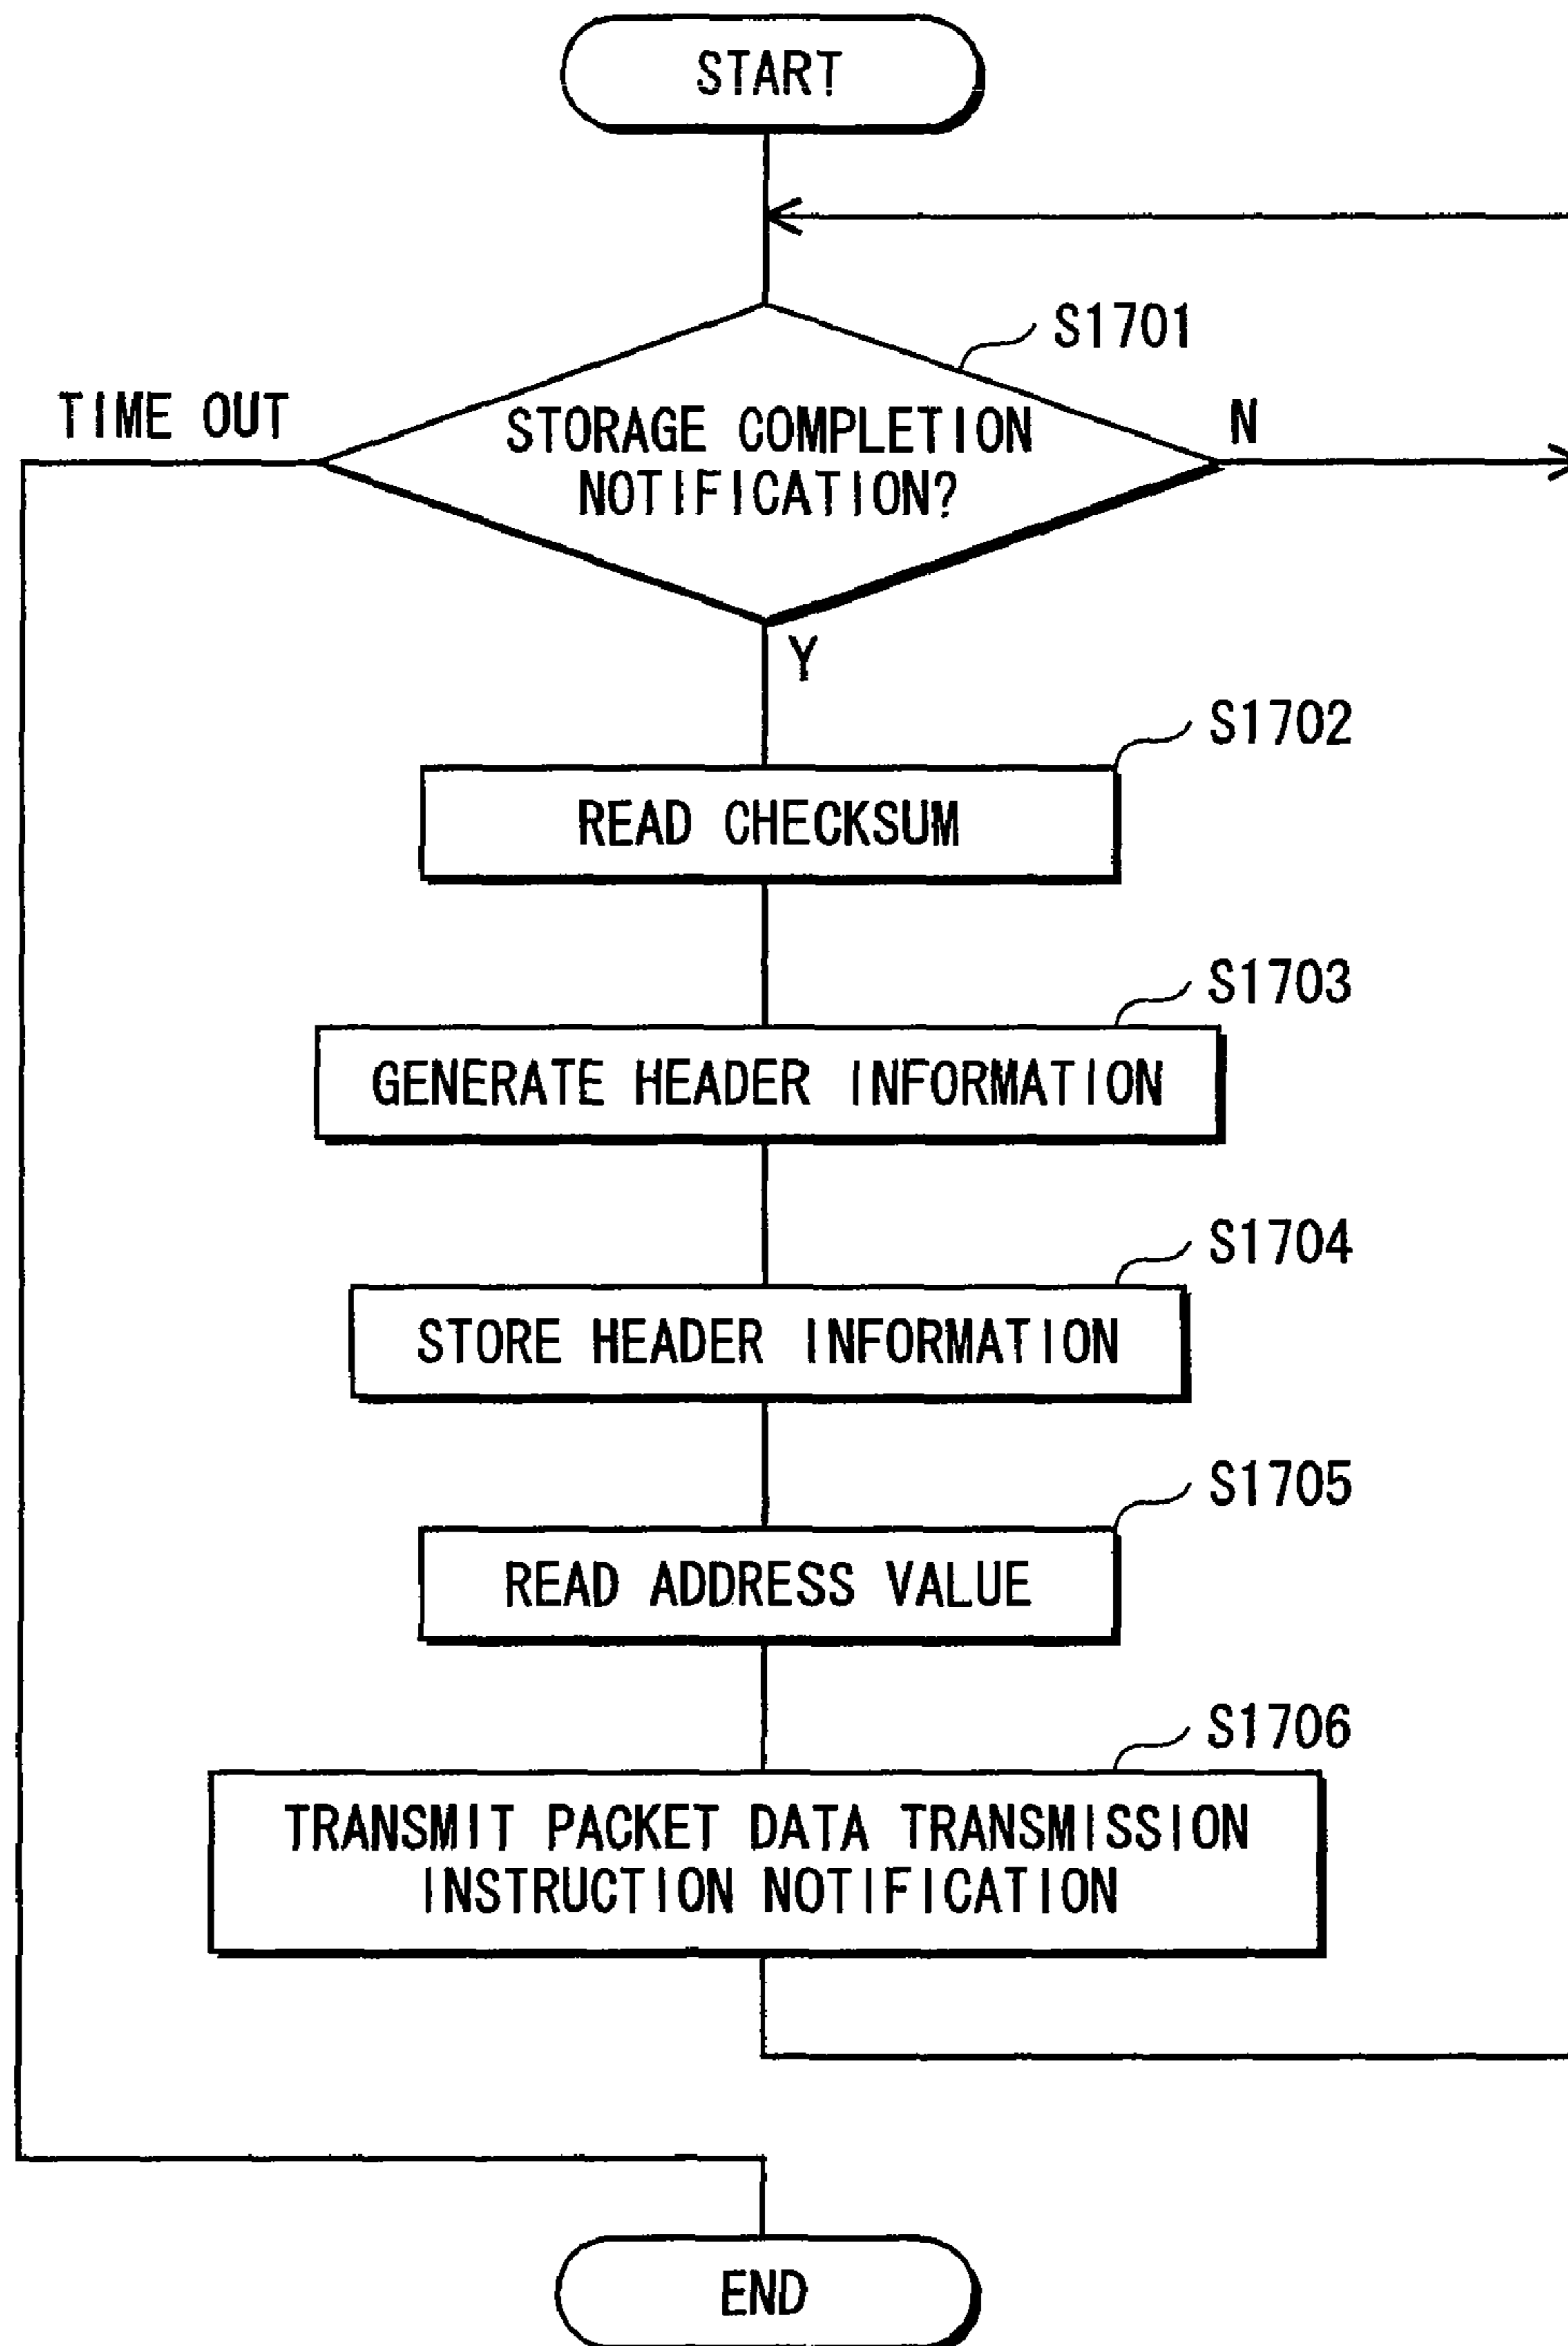 START
S1701
TIME OUT
STORAGE COMPLETION
NOTIFICATION?
N
Y
S1702
READ CHECKSUM
S1703
GENERATE HEADER INFORMATION
S1704
STORE HEADER INFORMATION
S1705
READ ADDRESS VALUE
S1706
TRANSMIT PACKET DATA TRANSMISSION
INSTRUCTION NOTIFICATION
END